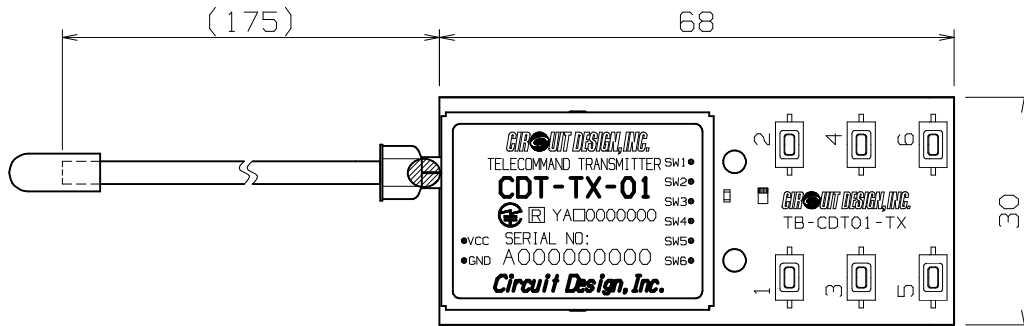 (175)
68
CIRCUIT DESIGN, INC.
TELECOMMAND TRANSMITTER
CDT-TX-01
R YA□0000000
SERIAL NO:
A000000000
Circuit Design, Inc.
VCC
GND
SW1
SW2
SW3
SW4
SW5
SW6
2
4
6
CIRCUIT DESIGN, INC.
TB-CDT01-TX
1
3
5
30